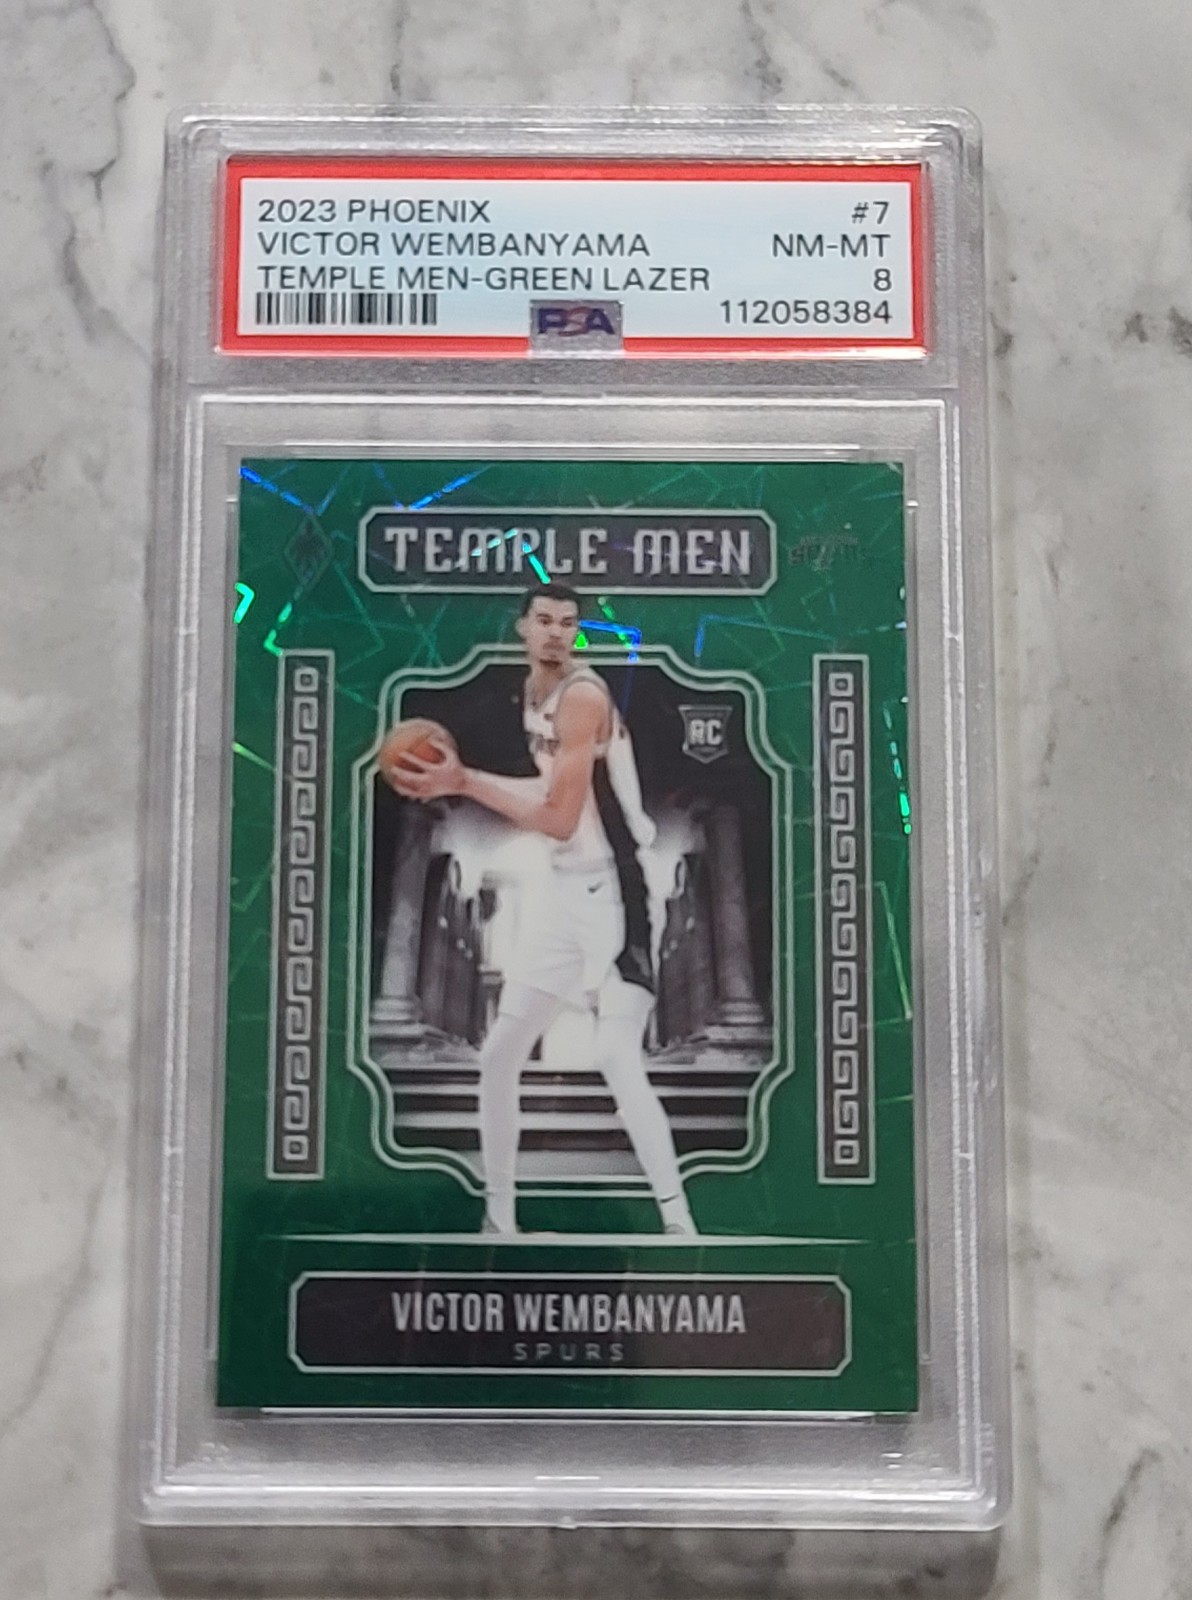 2023 PHOENIX #7
VICTOR WEMBANYAMA NM-MT
TEMPLE MEN-GREEN LAZER 8
PSA 112058384
TEMPLE MEN
SPURS
RC
VICTOR WEMBANYAMA
SPURS